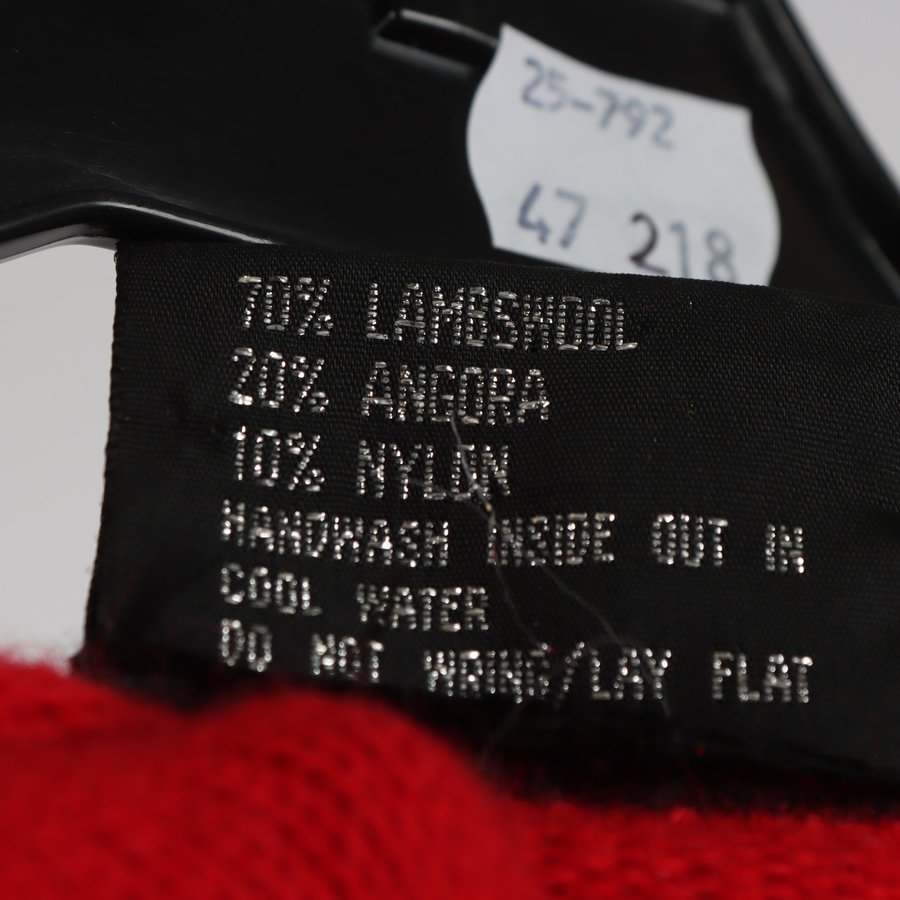 25-792
47 218
70% LAMBSWOOL
20% ANGORA
10% NYLON
HANDWASH INSIDE OUT IN
COOL WATER
DO NOT WRING/LAY FLAT